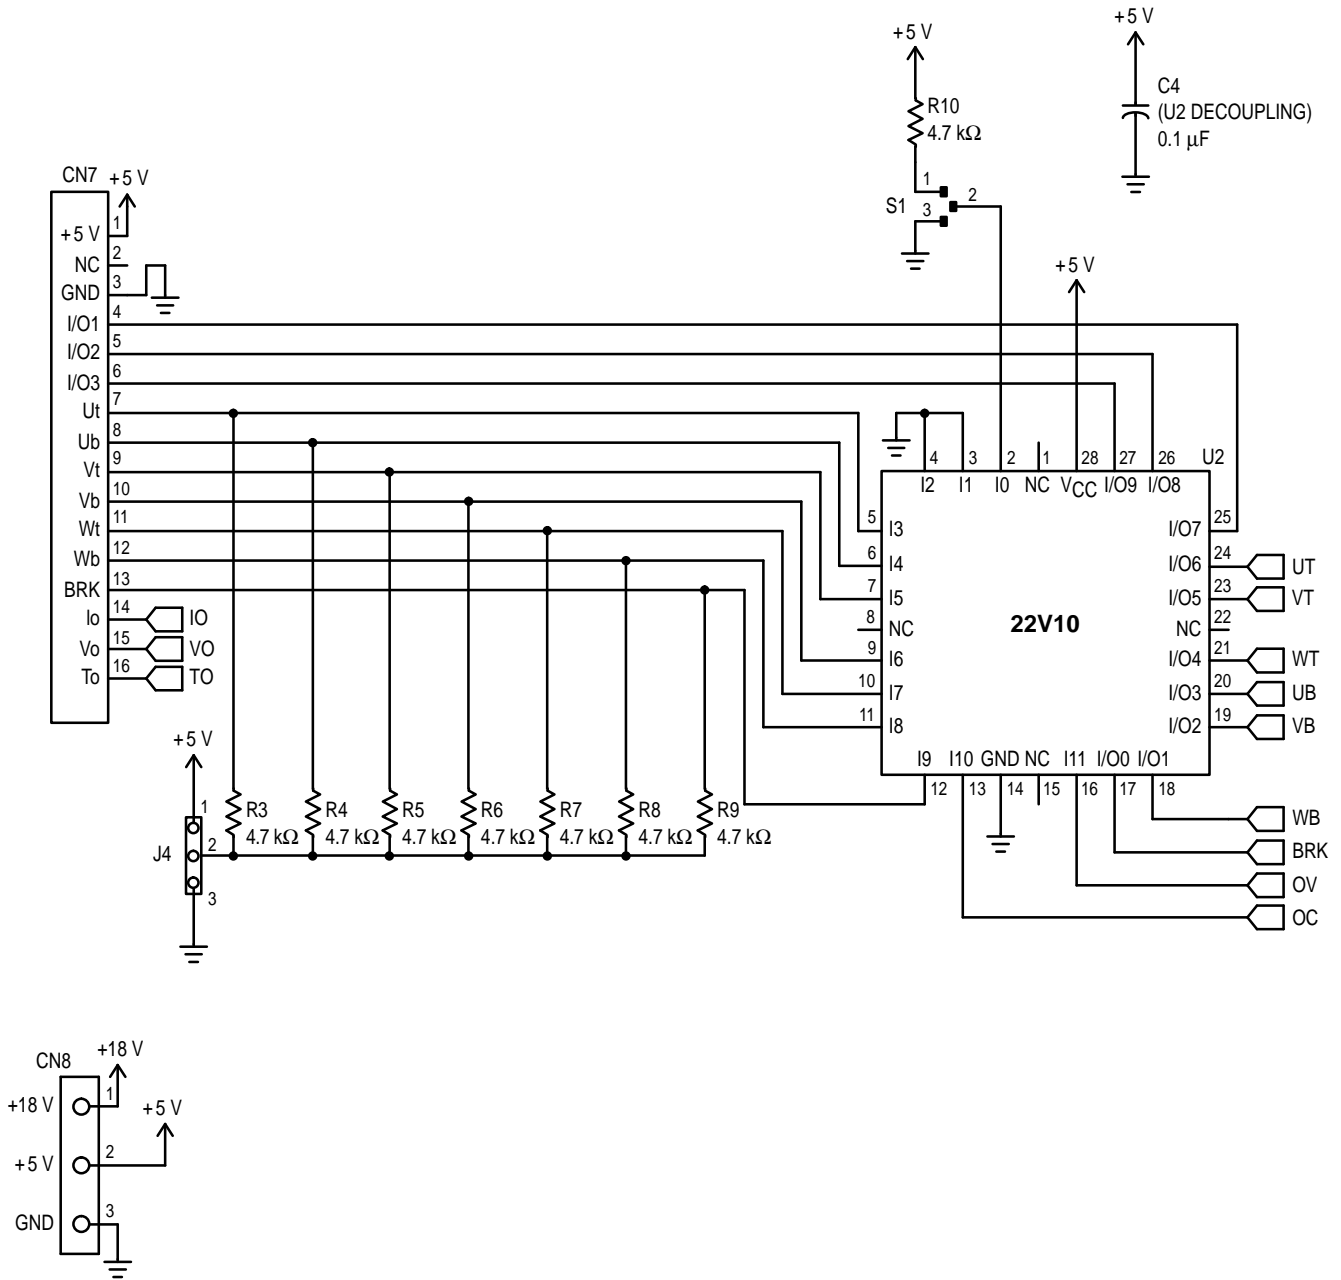 +5 V
R10
4.7 kΩ
1
S1
3
2
+5 V
C4
(U2 DECOUPLING)
0.1 µF
CN7
+5 V
+5 V
1
NC
2
GND
3
I/O1
4
I/O2
5
I/O3
6
Ut
7
Ub
8
Vt
9
Vb
10
Wt
11
Wb
12
BRK
13
Io
14
IO
Vo
15
VO
To
16
TO
+5 V
4
3
2
1
28
27
26
U2
I2
I1
I0
NC
VCC
I/O9
I/O8
5
I3
6
I4
7
I5
8
NC
9
I6
10
I7
11
I8
22V10
I/O7
25
I/O6
24
UT
I/O5
23
VT
NC
22
I/O4
21
WT
I/O3
20
UB
I/O2
19
VB
I9
I10
GND
NC
I11
I/O0
I/O1
12
13
14
15
16
17
18
WB
BRK
OV
OC
+5 V
1
J4
2
3
R3
4.7 kΩ
R4
4.7 kΩ
R5
4.7 kΩ
R6
4.7 kΩ
R7
4.7 kΩ
R8
4.7 kΩ
R9
4.7 kΩ
CN8
+18 V
+18 V
1
+5 V
+5 V
2
GND
3